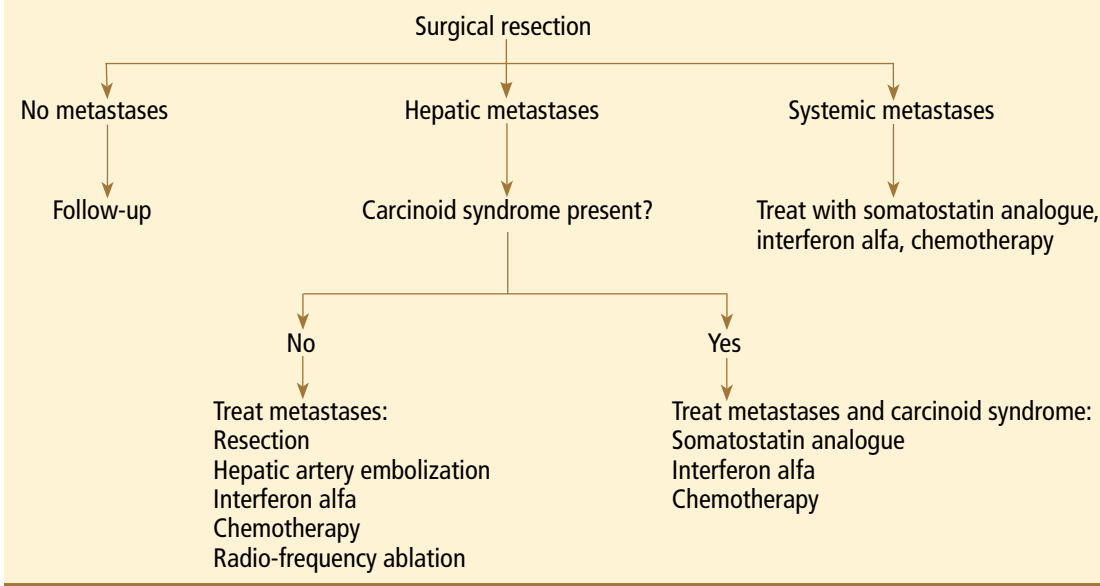 Surgical resection
No metastases
Hepatic metastases
Systemic metastases
Follow-up
Carcinoid syndrome present?
Treat with somatostatin analogue,
interferon alfa, chemotherapy
No
Yes
Treat metastases:
Resection
Hepatic artery embolization
Interferon alfa
Chemotherapy
Radio-frequency ablation
Treat metastases and carcinoid syndrome:
Somatostatin analogue
Interferon alfa
Chemotherapy